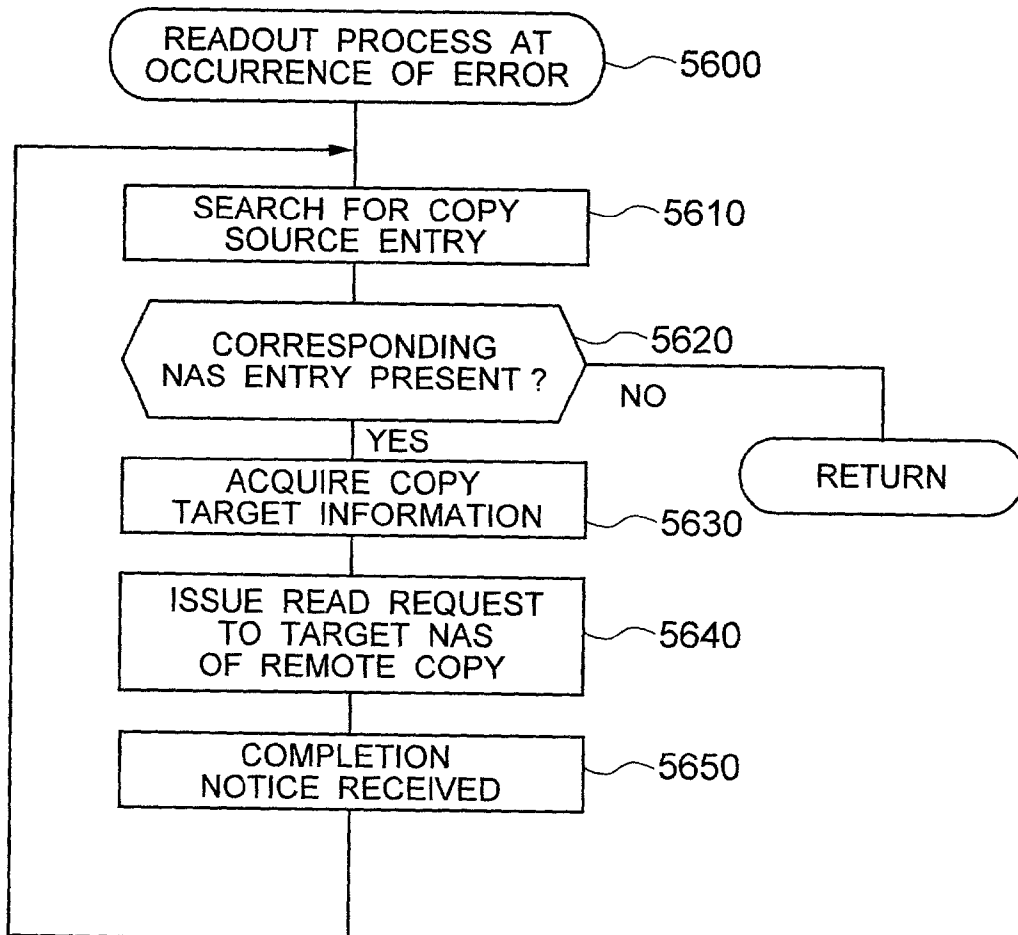 READOUT PROCESS AT
OCCURRENCE OF ERROR
5600
SEARCH FOR COPY
SOURCE ENTRY
5610
CORRESPONDING
NAS ENTRY PRESENT ?
5620
NO
YES
RETURN
ACQUIRE COPY
TARGET INFORMATION
5630
ISSUE READ REQUEST
TO TARGET NAS
OF REMOTE COPY
5640
COMPLETION
NOTICE RECEIVED
5650